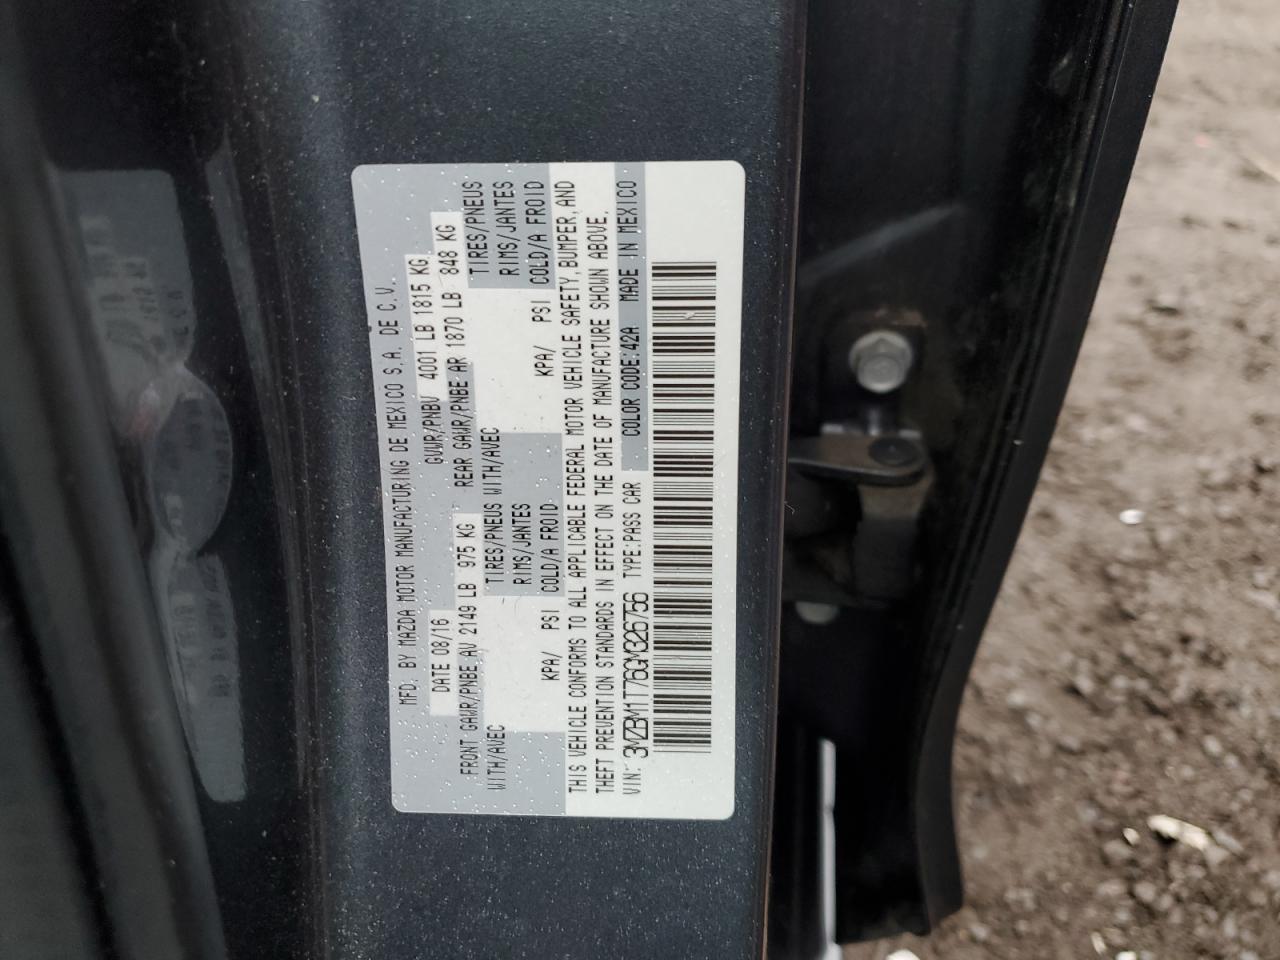 MFD. BY MAZDA MOTOR MANUFACTURING DE MEXICO S.A. DE C.V.
DATE 08/16 GVWR/PNBV 4001 LB 1815 KG
FRONT GAWR/PNBE AV 2149 LB 975 KG REAR GAWR/PNBE AR 1870 LB 848 KG
WITH/AVEC TIRES/PNEUS WITH/AVEC TIRES/PNEUS
RIMS/JANTES RIMS/JANTES
KPA/ PSI COLD/A FROID KPA/ PSI COLD/A FROID
THIS VEHICLE CONFORMS TO ALL APPLICABLE FEDERAL MOTOR VEHICLE SAFETY, BUMPER, AND
THEFT PREVENTION STANDARDS IN EFFECT ON THE DATE OF MANUFACTURE SHOWN ABOVE.
VIN: 3MZBM1T76GM326756 TYPE:PASS CAR COLOR CODE:42A MADE IN MEXICO